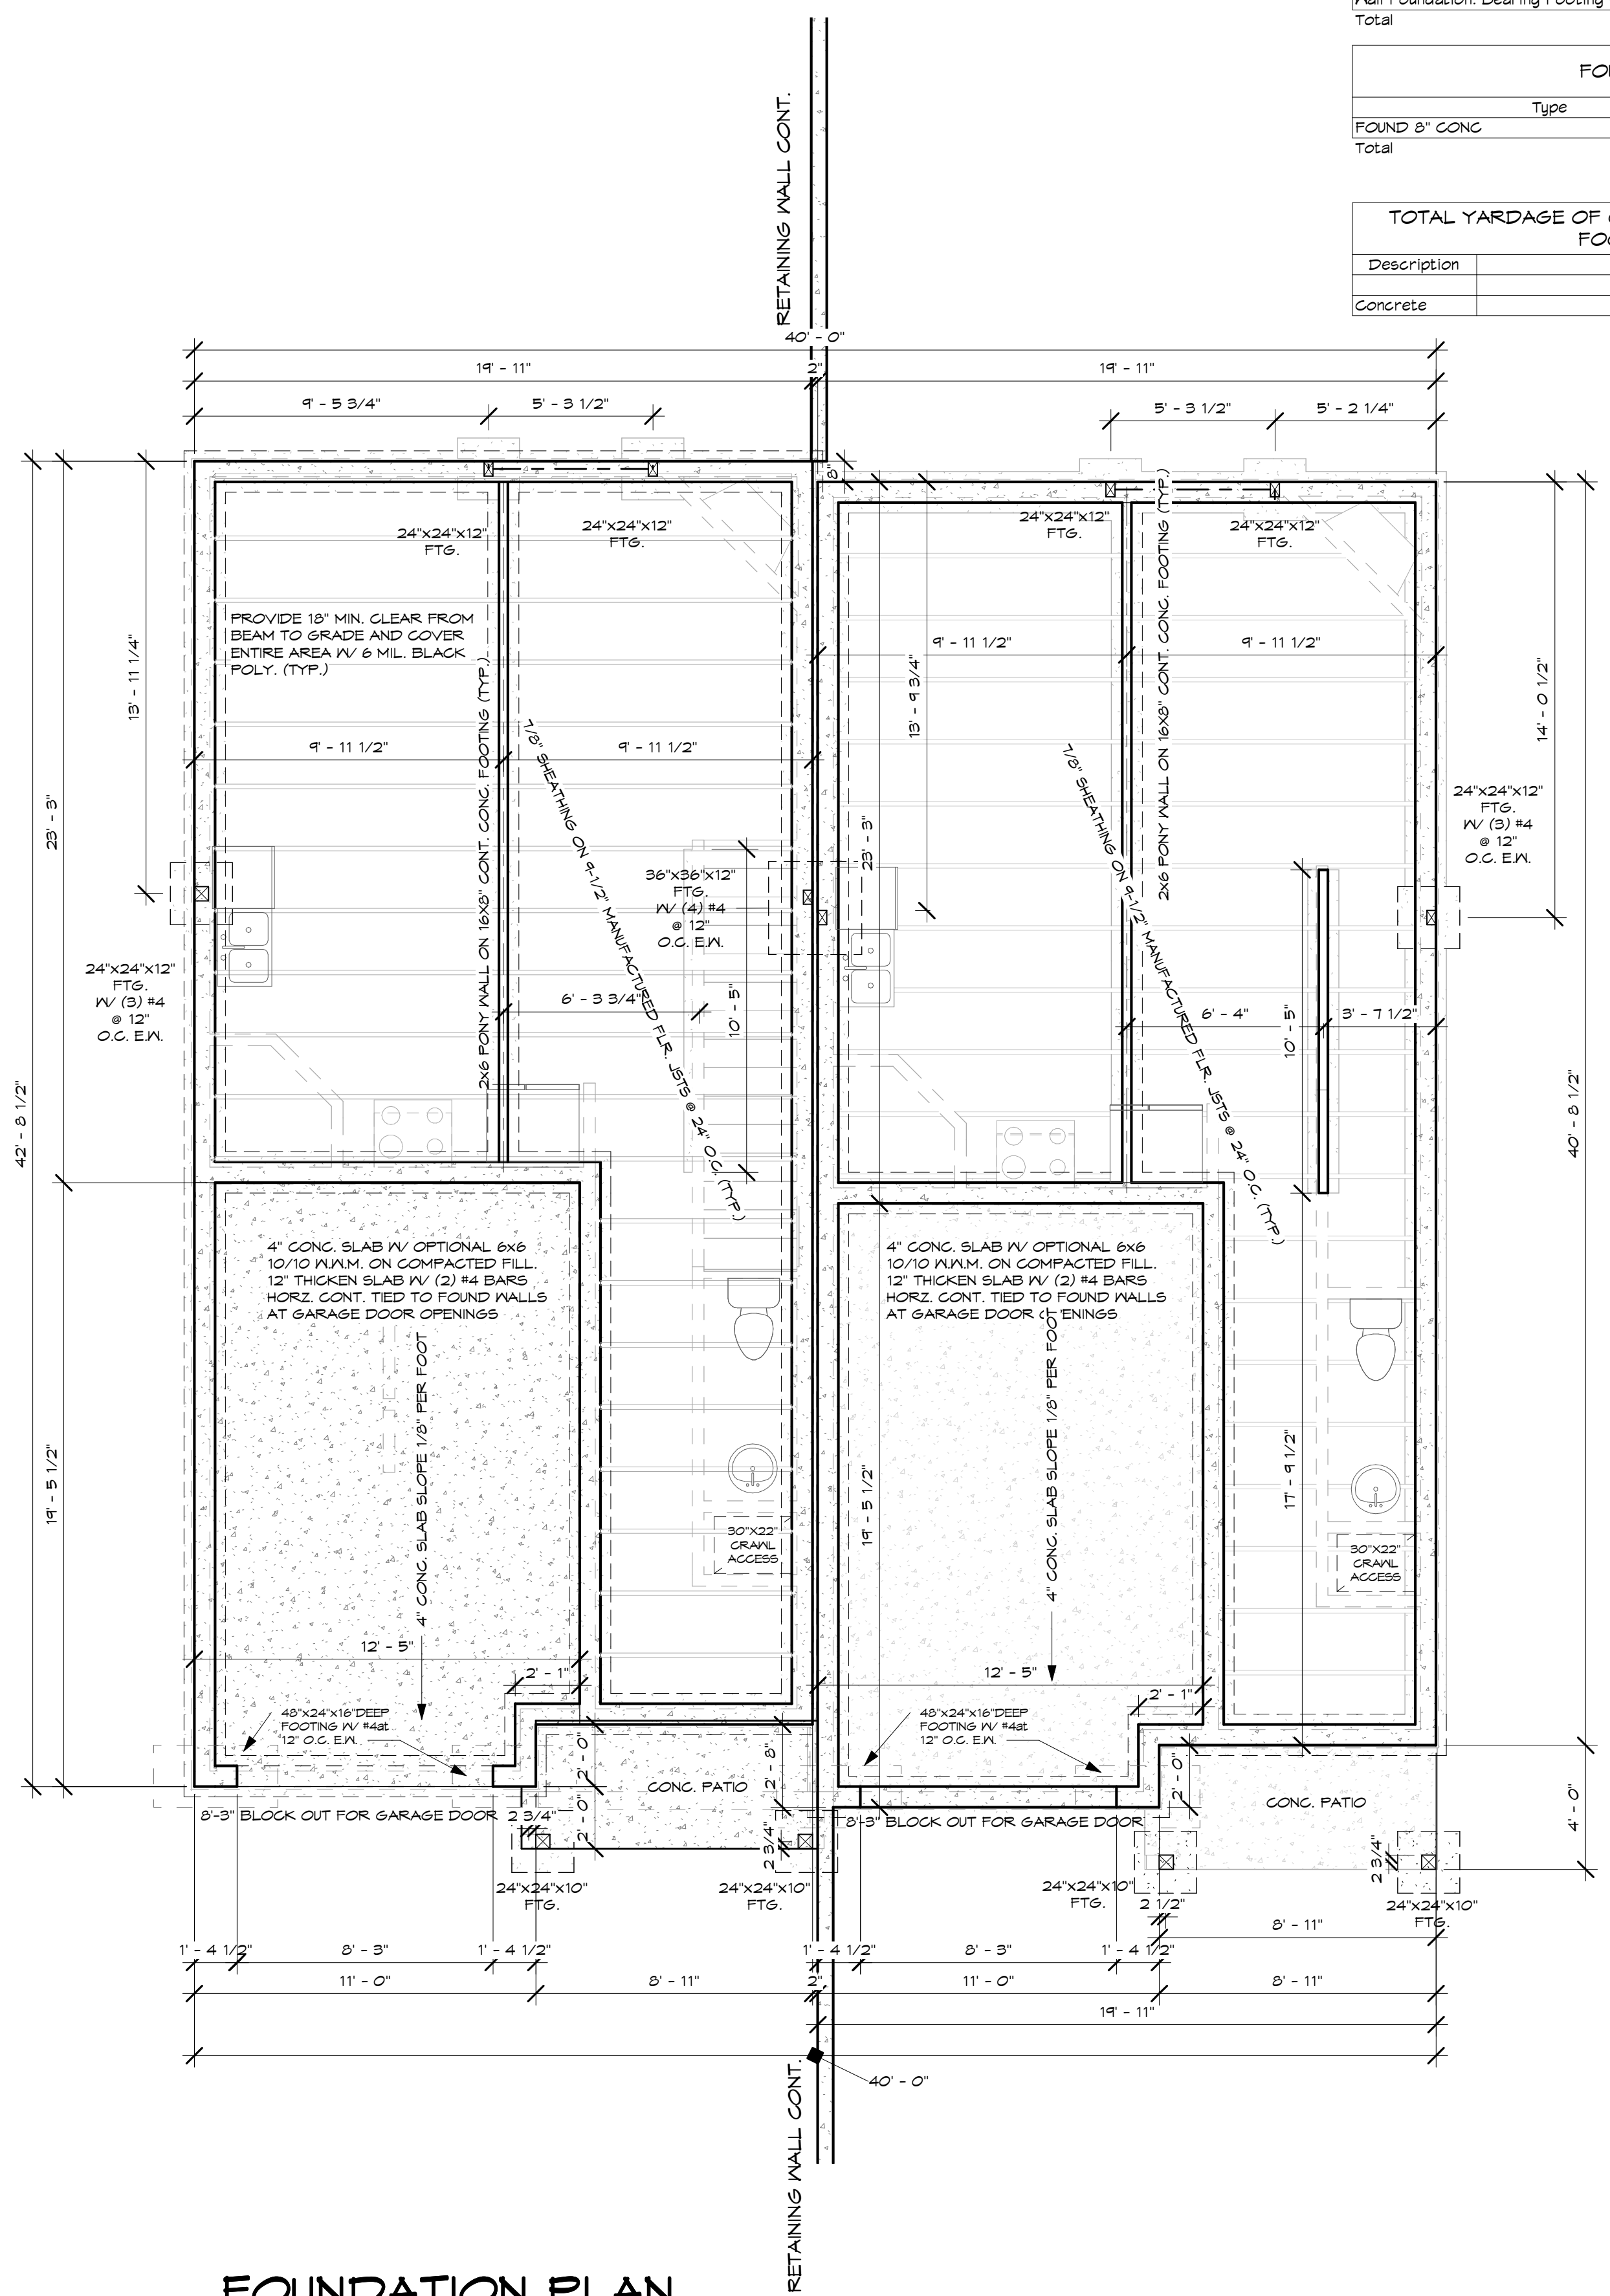 Total
Type
FOUND 8" CONC
Total
Description
Concrete
RETAINING WALL CONT.
40' - 0"
19' - 11"
2"
19' - 11"
9' - 5 3/4"
5' - 3 1/2"
5' - 3 1/2"
5' - 2 1/4"
8"
24"x24"x12"
FTG.
24"x24"x12"
FTG.
24"x24"x12"
FTG.
24"x24"x12"
FTG.
PROVIDE 18" MIN. CLEAR FROM
BEAM TO GRADE AND COVER
ENTIRE AREA W/ 6 MIL. BLACK
POLY. (TYP.)
13' - 11 1/4"
23' - 3"
42' - 8 1/2"
19' - 5 1/2"
9' - 11 1/2"
9' - 11 1/2"
9' - 11 1/2"
9' - 11 1/2"
13' - 9 3/4"
23' - 3"
14' - 0 1/2"
40' - 8 1/2"
2x6 PONY WALL ON 16X8" CONT. CONC. FOOTING (TYP.)
2x6 PONY WALL ON 16X8" CONT. CONC. FOOTING (TYP.)
7/8" SHEATHING ON 9-1/2" MANUFACTURED FLR. JSTS @ 24" O.C. (TYP.)
7/8" SHEATHING ON 9-1/2" MANUFACTURED FLR. JSTS @ 24" O.C. (TYP.)
24"x24"x12"
FTG.
W/ (3) #4
@ 12"
O.C. E.W.
36"x36"x12"
FTG.
W/ (4) #4
@ 12"
O.C. E.W.
24"x24"x12"
FTG.
W/ (3) #4
@ 12"
O.C. E.W.
6' - 3 3/4"
10' - 5"
6' - 4"
10' - 5"
3' - 7 1/2"
4" CONC. SLAB W/ OPTIONAL 6x6
10/10 W.W.M. ON COMPACTED FILL.
12" THICKEN SLAB W/ (2) #4 BARS
HORZ. CONT. TIED TO FOUND WALLS
AT GARAGE DOOR OPENINGS
4" CONC. SLAB W/ OPTIONAL 6x6
10/10 W.W.M. ON COMPACTED FILL.
12" THICKEN SLAB W/ (2) #4 BARS
HORZ. CONT. TIED TO FOUND WALLS
AT GARAGE DOOR
4" CONC. SLAB SLOPE 1/8" PER FOOT
4" CONC. SLAB SLOPE 1/8" PER FOOT
19' - 5 1/2"
17' - 9 1/2"
30"X22"
CRAWL
ACCESS
30"X22"
CRAWL
ACCESS
12' - 5"
2' - 1"
12' - 5"
2' - 1"
48"x24"x16"DEEP
FOOTING W/ #4at
12" O.C. E.W.
48"x24"x16"DEEP
FOOTING W/ #4at
12" O.C. E.W.
2' - 0"
2' - 8"
2' - 0"
4' - 0"
CONC. PATIO
CONC. PATIO
8'-3" BLOCK OUT FOR GARAGE DOOR
2 3/4"
2' - 0"
2 3/4"
8'-3" BLOCK OUT FOR GARAGE DOOR
2 3/4"
24"x24"x10"
FTG.
24"x24"x10"
FTG.
24"x24"x10"
FTG.
2 1/2"
24"x24"x10"
FTG.
8' - 11"
1' - 4 1/2"
8' - 3"
1' - 4 1/2"
1' - 4 1/2"
8' - 3"
1' - 4 1/2"
11' - 0"
8' - 11"
2"
11' - 0"
8' - 11"
19' - 11"
40' - 0"
RETAINING WALL CONT.
FOUNDATION PLAN